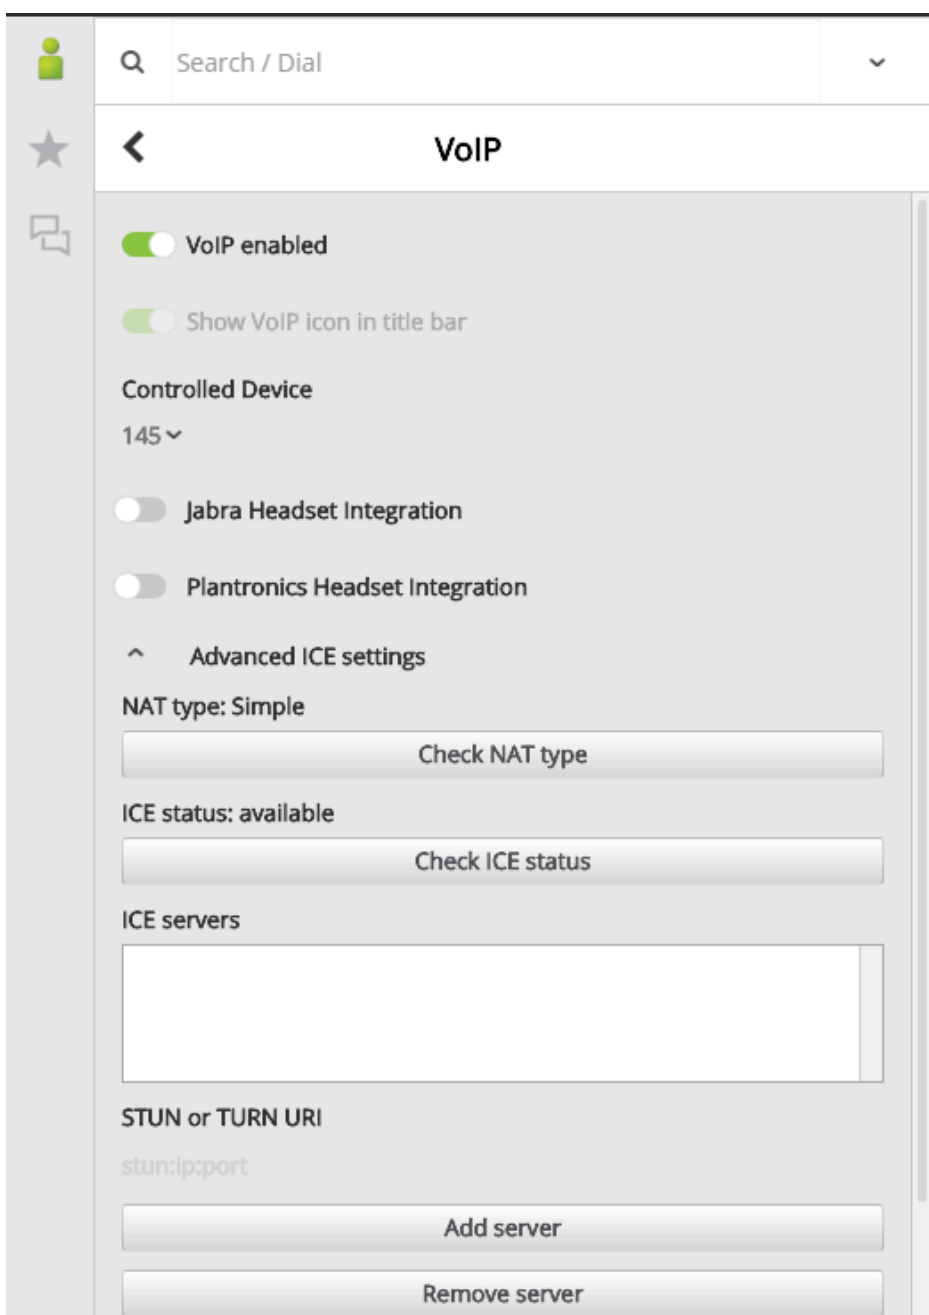 Search / Dial
VoIP
VoIP enabled
Show VoIP icon in title bar
Controlled Device
145
Jabra Headset Integration
Plantronics Headset Integration
Advanced ICE settings
NAT type: Simple
Check NAT type
ICE status: available
Check ICE status
ICE servers
STUN or TURN URI
stun:ip:port
Add server
Remove server